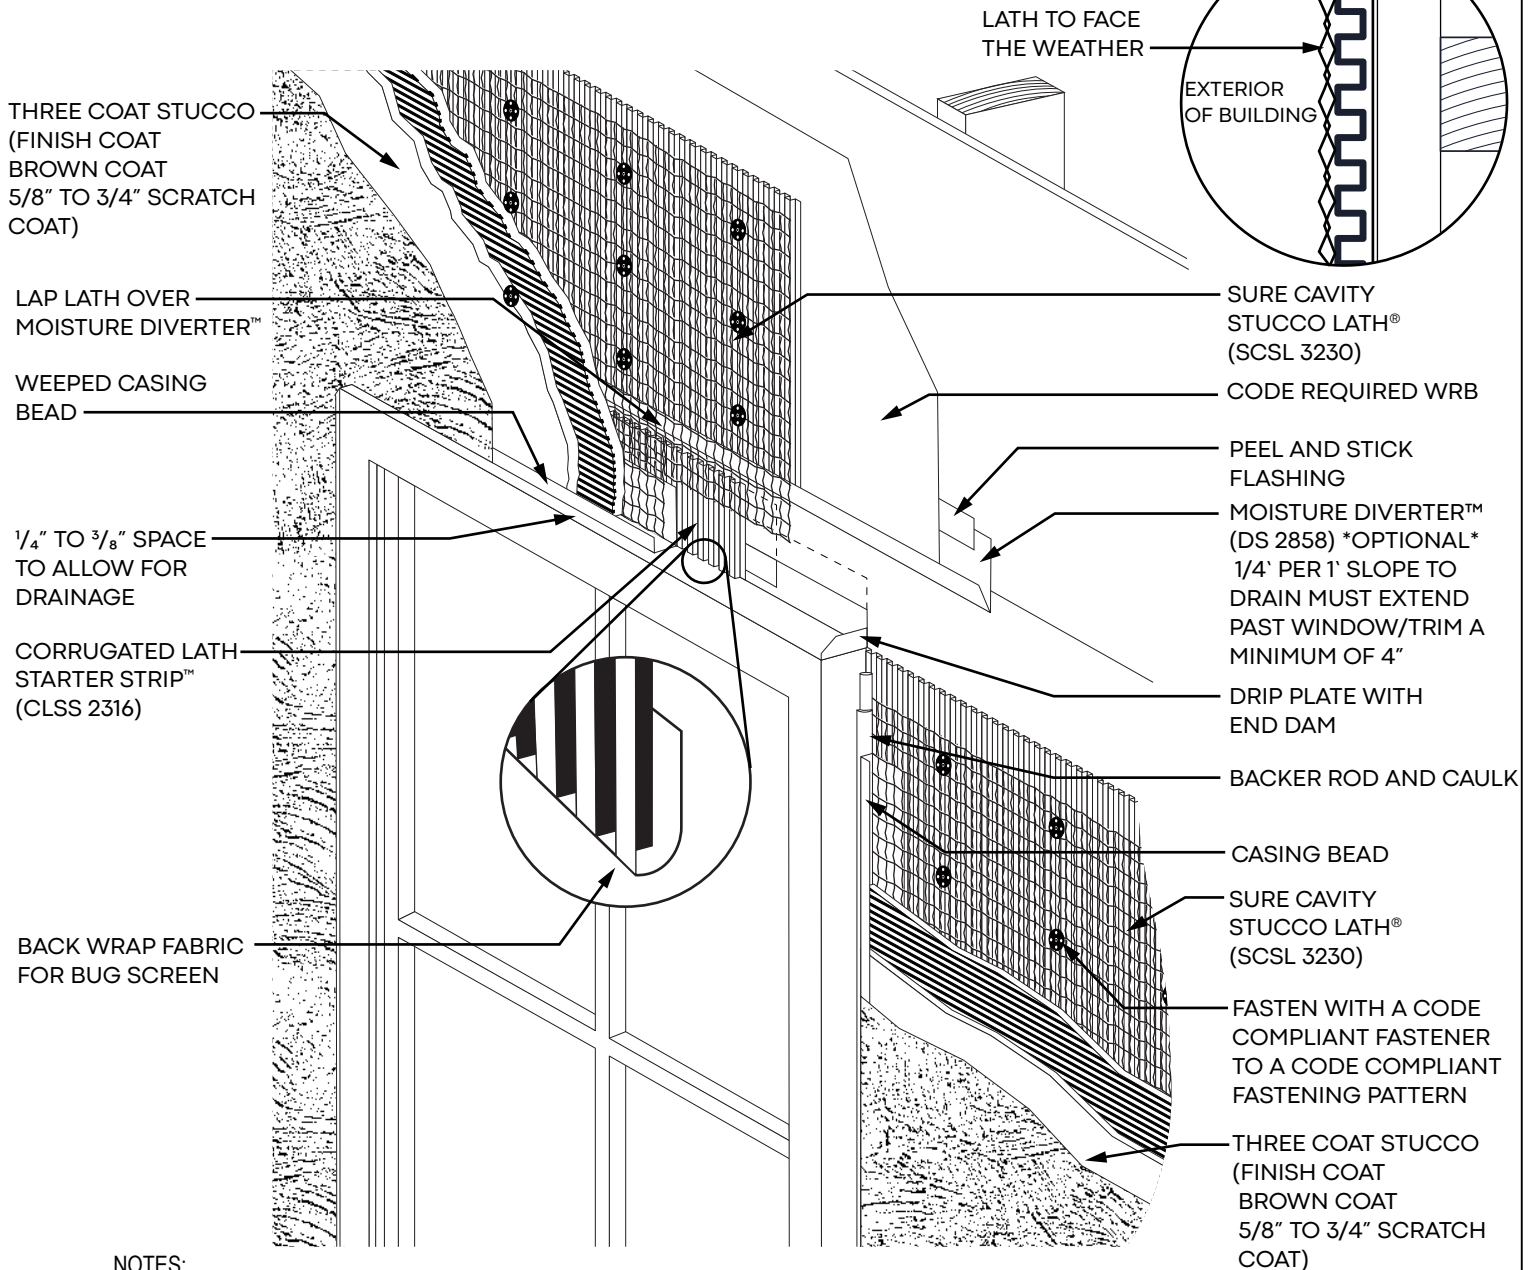 LATH TO FACE
THE WEATHER
EXTERIOR
OF BUILDING
THREE COAT STUCCO
(FINISH COAT
BROWN COAT
5/8” TO 3/4” SCRATCH
COAT)
LAP LATH OVER
MOISTURE DIVERTER™
WEEPED CASING
BEAD
¹/₄” TO ³/₈” SPACE
TO ALLOW FOR
DRAINAGE
CORRUGATED LATH
STARTER STRIP™
(CLSS 2316)
BACK WRAP FABRIC
FOR BUG SCREEN
SURE CAVITY
STUCCO LATH®
(SCSL 3230)
CODE REQUIRED WRB
PEEL AND STICK
FLASHING
MOISTURE DIVERTER™
(DS 2858) *OPTIONAL*
1/4‵ PER 1‵ SLOPE TO
DRAIN MUST EXTEND
PAST WINDOW/TRIM A
MINIMUM OF 4”
DRIP PLATE WITH
END DAM
BACKER ROD AND CAULK
CASING BEAD
SURE CAVITY
STUCCO LATH®
(SCSL 3230)
FASTEN WITH A CODE
COMPLIANT FASTENER
TO A CODE COMPLIANT
FASTENING PATTERN
THREE COAT STUCCO
(FINISH COAT
BROWN COAT
5/8” TO 3/4” SCRATCH
COAT)
NOTES: